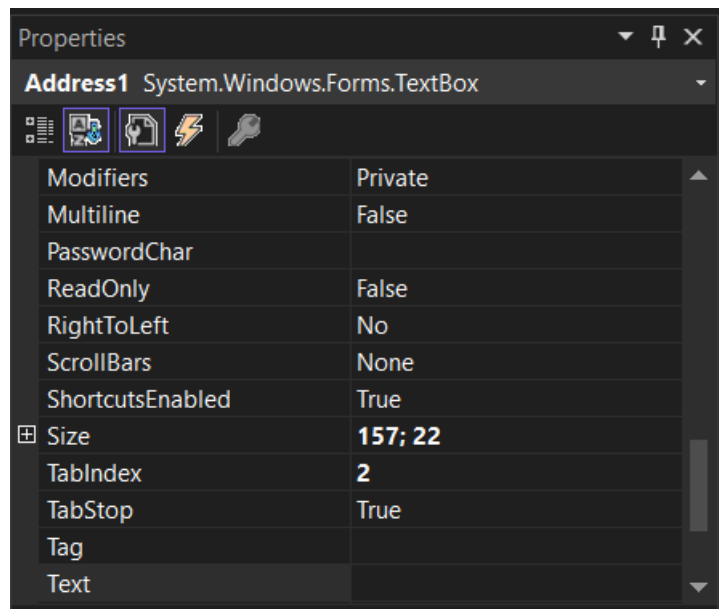 Properties
Address1 System.Windows.Forms.TextBox
Modifiers Private
Multiline False
PasswordChar
ReadOnly False
RightToLeft No
ScrollBars None
ShortcutsEnabled True
Size 157; 22
TabIndex 2
TabStop True
Tag
Text